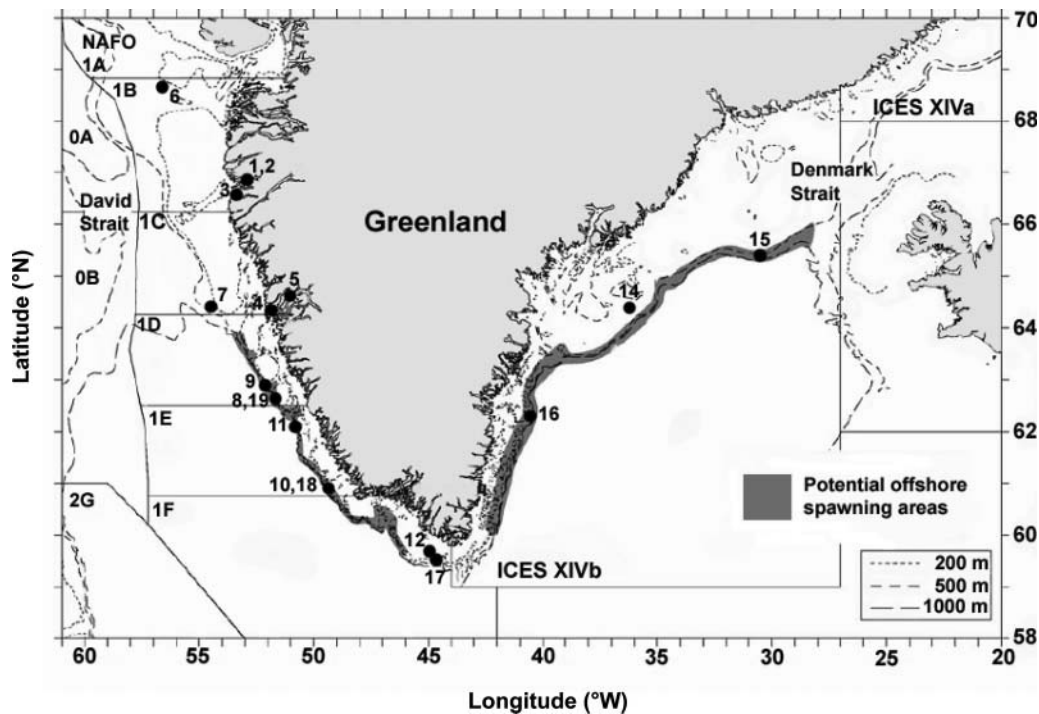 70
NAFO
1A
1B
6
ICES XIVa
68
0A
1,2
Denmark
Strait
3
David
Strait
1C
Greenland
66
15
0B
5
14
7
4
1D
64
9
8,19
16
1E
11
62
Potential offshore
spawning areas
10,18
2G
1F
60
12
17
ICES XIVb
200 m
500 m
1000 m
58
60
55
50
45
40
35
30
25
20
Latitude (°N)
Longitude (°W)